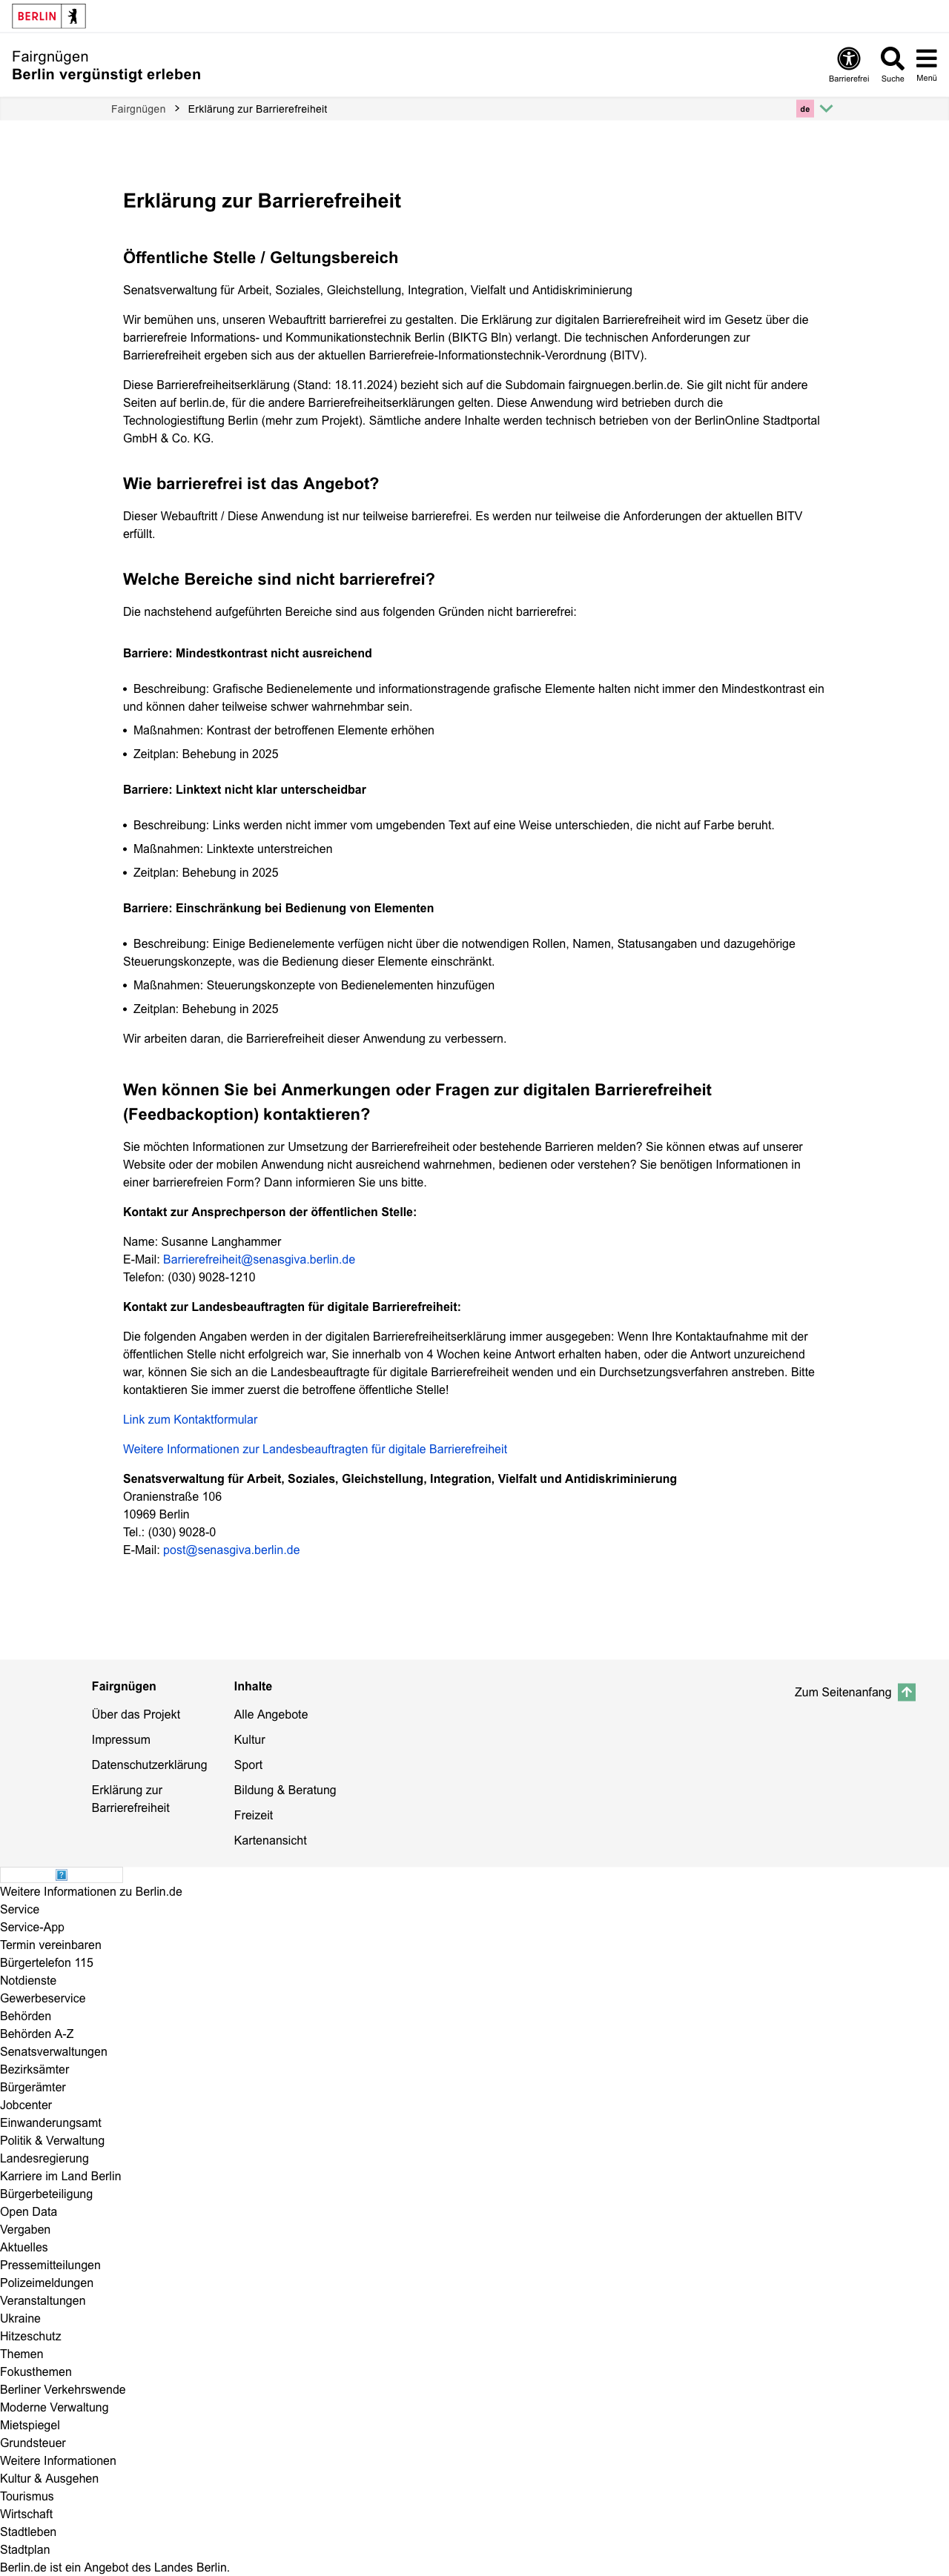 BERLIN
Fairgnügen
Berlin vergünstigt erleben
Barrierefrei
Suche
Menü
Fairgnügen > Erklärung zur Barrierefreiheit
de
Erklärung zur Barrierefreiheit
Öffentliche Stelle / Geltungsbereich
Senatsverwaltung für Arbeit, Soziales, Gleichstellung, Integration, Vielfalt und Antidiskriminierung
Wir bemühen uns, unseren Webauftritt barrierefrei zu gestalten. Die Erklärung zur digitalen Barrierefreiheit wird im Gesetz über die
barrierefreie Informations- und Kommunikationstechnik Berlin (BIKTG Bln) verlangt. Die technischen Anforderungen zur
Barrierefreiheit ergeben sich aus der aktuellen Barrierefreie-Informationstechnik-Verordnung (BITV).
Diese Barrierefreiheitserklärung (Stand: 18.11.2024) bezieht sich auf die Subdomain fairgnuegen.berlin.de. Sie gilt nicht für andere
Seiten auf berlin.de, für die andere Barrierefreiheitserklärungen gelten. Diese Anwendung wird betrieben durch die
Technologiestiftung Berlin (mehr zum Projekt). Sämtliche andere Inhalte werden technisch betrieben von der BerlinOnline Stadtportal
GmbH & Co. KG.
Wie barrierefrei ist das Angebot?
Dieser Webauftritt / Diese Anwendung ist nur teilweise barrierefrei. Es werden nur teilweise die Anforderungen der aktuellen BITV
erfüllt.
Welche Bereiche sind nicht barrierefrei?
Die nachstehend aufgeführten Bereiche sind aus folgenden Gründen nicht barrierefrei:
Barriere: Mindestkontrast nicht ausreichend
• Beschreibung: Grafische Bedienelemente und informationstragende grafische Elemente halten nicht immer den Mindestkontrast ein
und können daher teilweise schwer wahrnehmbar sein.
• Maßnahmen: Kontrast der betroffenen Elemente erhöhen
• Zeitplan: Behebung in 2025
Barriere: Linktext nicht klar unterscheidbar
• Beschreibung: Links werden nicht immer vom umgebenden Text auf eine Weise unterschieden, die nicht auf Farbe beruht.
• Maßnahmen: Linktexte unterstreichen
• Zeitplan: Behebung in 2025
Barriere: Einschränkung bei Bedienung von Elementen
• Beschreibung: Einige Bedienelemente verfügen nicht über die notwendigen Rollen, Namen, Statusangaben und dazugehörige
Steuerungskonzepte, was die Bedienung dieser Elemente einschränkt.
• Maßnahmen: Steuerungskonzepte von Bedienelementen hinzufügen
• Zeitplan: Behebung in 2025
Wir arbeiten daran, die Barrierefreiheit dieser Anwendung zu verbessern.
Wen können Sie bei Anmerkungen oder Fragen zur digitalen Barrierefreiheit
(Feedbackoption) kontaktieren?
Sie möchten Informationen zur Umsetzung der Barrierefreiheit oder bestehende Barrieren melden? Sie können etwas auf unserer
Website oder der mobilen Anwendung nicht ausreichend wahrnehmen, bedienen oder verstehen? Sie benötigen Informationen in
einer barrierefreien Form? Dann informieren Sie uns bitte.
Kontakt zur Ansprechperson der öffentlichen Stelle:
Name: Susanne Langhammer
E-Mail: Barrierefreiheit@senasgiva.berlin.de
Telefon: (030) 9028-1210
Kontakt zur Landesbeauftragten für digitale Barrierefreiheit:
Die folgenden Angaben werden in der digitalen Barrierefreiheitserklärung immer ausgegeben: Wenn Ihre Kontaktaufnahme mit der
öffentlichen Stelle nicht erfolgreich war, Sie innerhalb von 4 Wochen keine Antwort erhalten haben, oder die Antwort unzureichend
war, können Sie sich an die Landesbeauftragte für digitale Barrierefreiheit wenden und ein Durchsetzungsverfahren anstreben. Bitte
kontaktieren Sie immer zuerst die betroffene öffentliche Stelle!
Link zum Kontaktformular
Weitere Informationen zur Landesbeauftragten für digitale Barrierefreiheit
Senatsverwaltung für Arbeit, Soziales, Gleichstellung, Integration, Vielfalt und Antidiskriminierung
Oranienstraße 106
10969 Berlin
Tel.: (030) 9028-0
E-Mail: post@senasgiva.berlin.de
Fairgnügen
Über das Projekt
Impressum
Datenschutzerklärung
Erklärung zur
Barrierefreiheit
Inhalte
Alle Angebote
Kultur
Sport
Bildung & Beratung
Freizeit
Kartenansicht
Zum Seitenanfang
Weitere Informationen zu Berlin.de
Service
Service-App
Termin vereinbaren
Bürgertelefon 115
Notdienste
Gewerbeservice
Behörden
Behörden A-Z
Senatsverwaltungen
Bezirksämter
Bürgerämter
Jobcenter
Einwanderungsamt
Politik & Verwaltung
Landesregierung
Karriere im Land Berlin
Bürgerbeteiligung
Open Data
Vergaben
Aktuelles
Pressemitteilungen
Polizeimeldungen
Veranstaltungen
Ukraine
Hitzeschutz
Themen
Fokusthemen
Berliner Verkehrswende
Moderne Verwaltung
Mietspiegel
Grundsteuer
Weitere Informationen
Kultur & Ausgehen
Tourismus
Wirtschaft
Stadtleben
Stadtplan
Berlin.de ist ein Angebot des Landes Berlin.